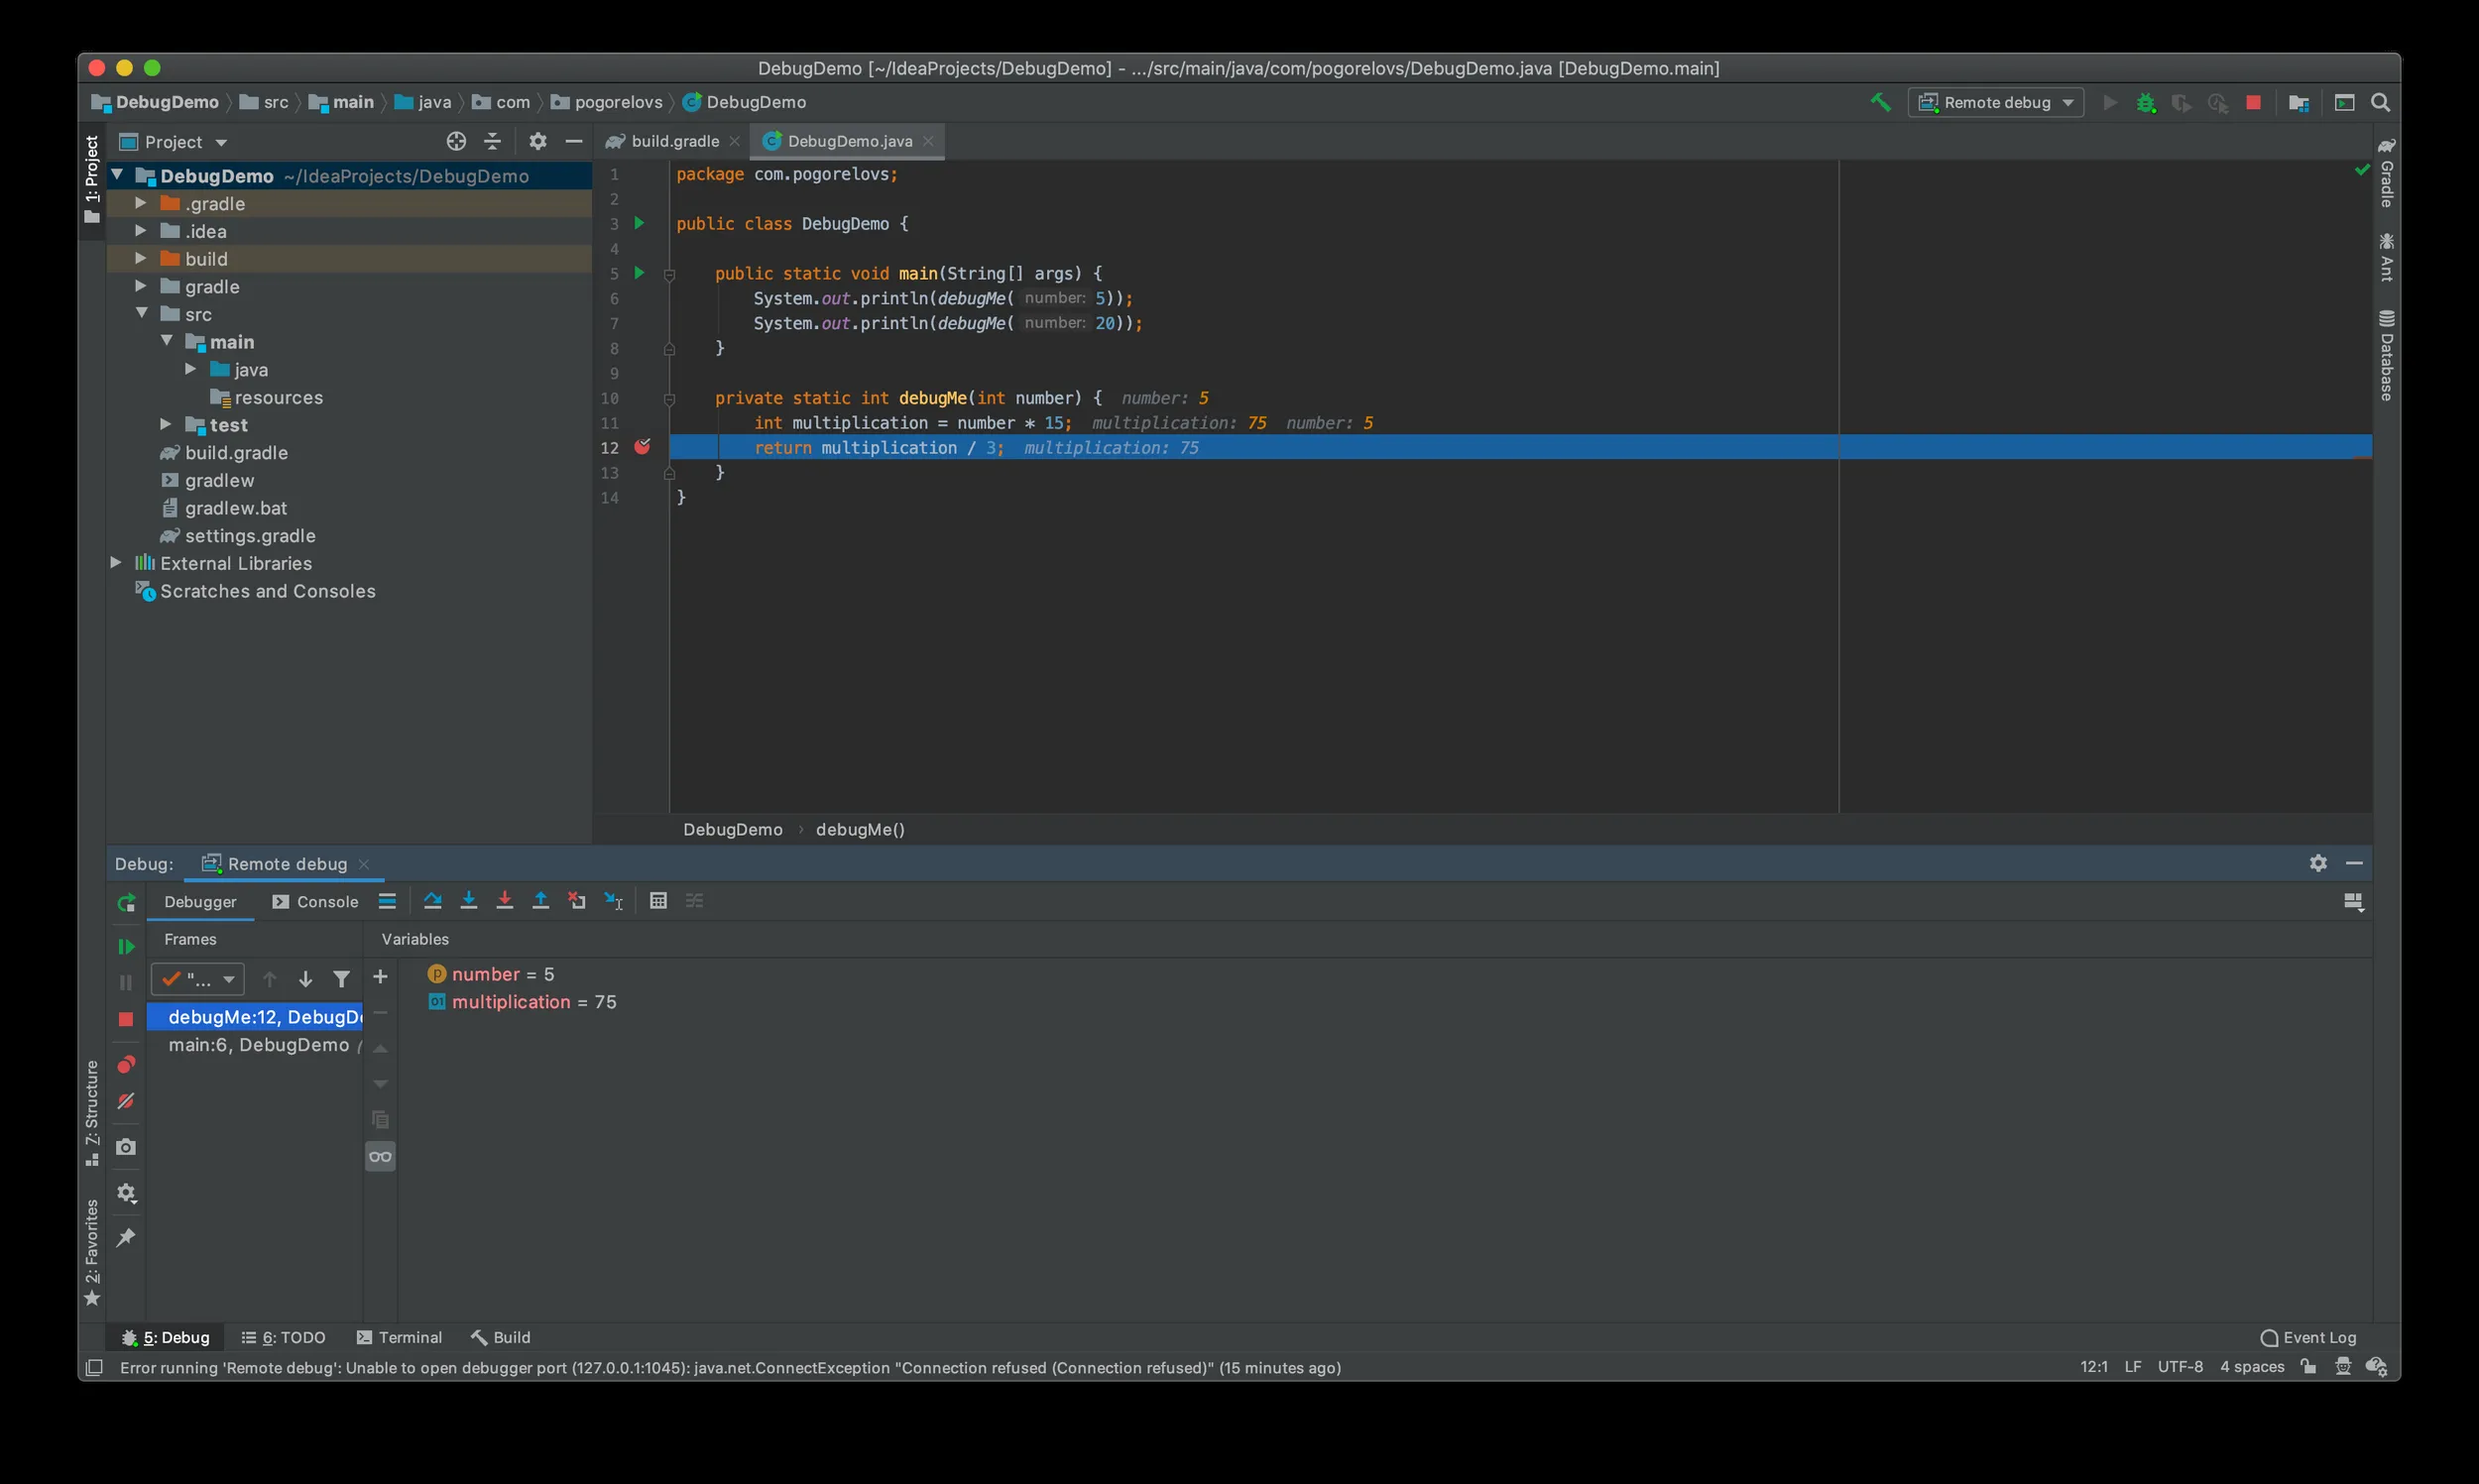 DebugDemo [~/IdeaProjects/DebugDemo] - .../src/main/java/com/pogorelovs/DebugDemo.java [DebugDemo.main]
DebugDemo src main java com pogorelovs DebugDemo
Remote debug
1: Project
Project
DebugDemo ~/IdeaProjects/DebugDemo
.gradle
.idea
build
gradle
src
main
java
resources
test
build.gradle
gradlew
gradlew.bat
settings.gradle
External Libraries
Scratches and Consoles
build.gradle DebugDemo.java
1 package com.pogorelovs;
2
3 public class DebugDemo {
4
5 public static void main(String[] args) {
6 System.out.println(debugMe( number: 5));
7 System.out.println(debugMe( number: 20));
8 }
9
10 private static int debugMe(int number) { number: 5
11 int multiplication = number * 15; multiplication: 75 number: 5
12 return multiplication / 3; multiplication: 75
13 }
14 }
DebugDemo › debugMe()
Gradle
Ant
Database
Debug: Remote debug
Debugger Console
Frames Variables
"...
debugMe:12, DebugD
main:6, DebugDemo
number = 5
multiplication = 75
7: Structure
2: Favorites
5: Debug 6: TODO Terminal Build Event Log
Error running 'Remote debug': Unable to open debugger port (127.0.0.1:1045): java.net.ConnectException "Connection refused (Connection refused)" (15 minutes ago) 12:1 LF UTF-8 4 spaces